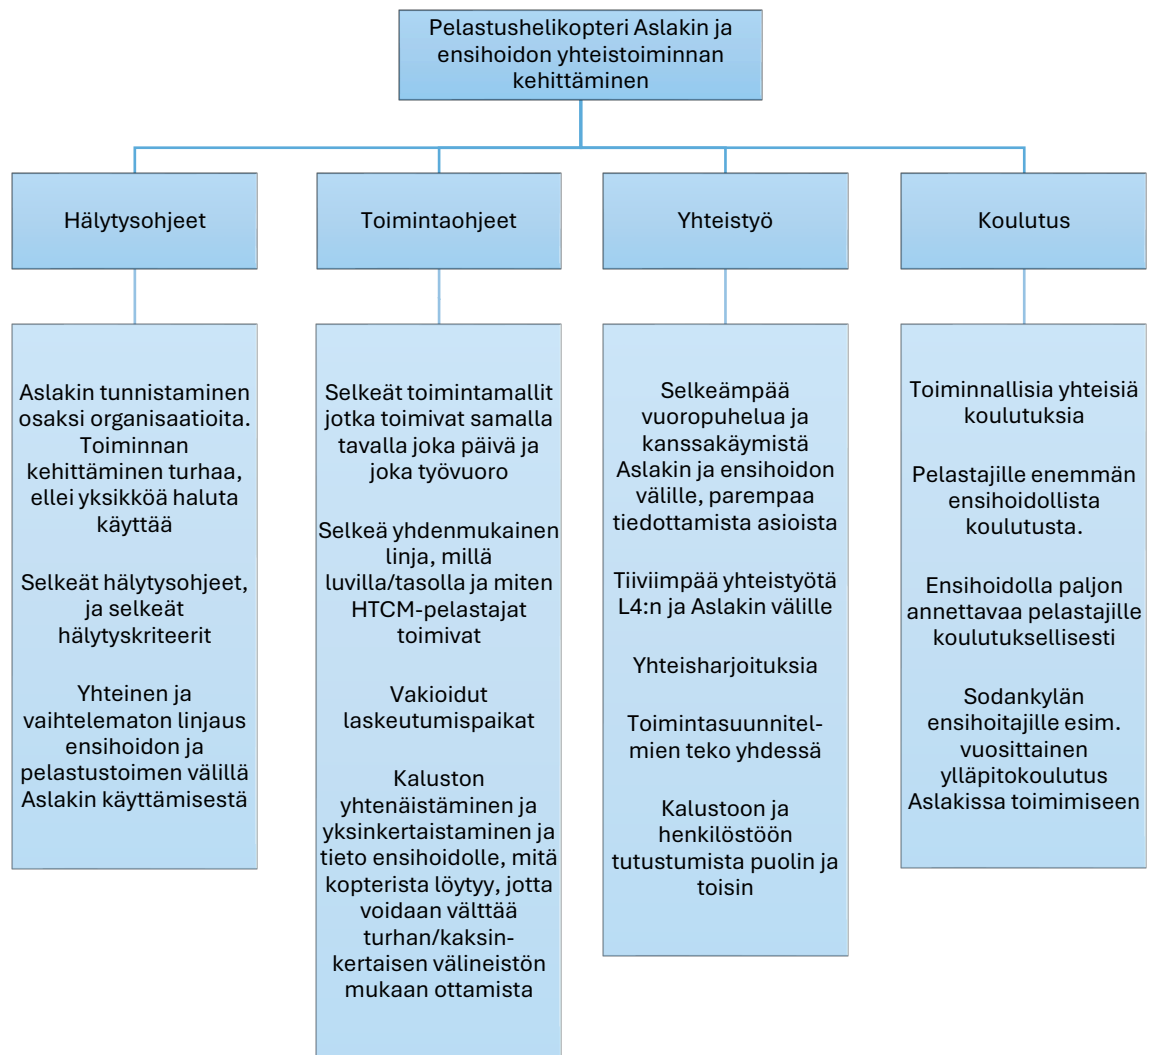 Pelastushelikopteri Aslakin ja
ensihoidon yhteistoiminnan
kehittäminen
Hälytysohjeet
Toimintaohjeet
Yhteistyö
Koulutus
Aslakin tunnistaminen
osaksi organisaatioita.
Toiminnan
kehittäminen turhaa,
ellei yksikköä haluta
käyttää
Selkeät hälytysohjeet,
ja selkeät
hälytyskriteerit
Yhteinen ja
vaihtelematon linjaus
ensihoidon ja
pelastustoimen välillä
Aslakin käyttämisestä
Selkeät toimintamallit
jotka toimivat samalla
tavalla joka päivä ja
joka työvuoro
Selkeä yhdenmukainen
linja, millä
luvilla/tasolla ja miten
HTCM-pelastajat
toimivat
Vakioidut
laskeutumispaikat
Kaluston
yhtenäistäminen ja
yksinkertaistaminen ja
tieto ensihoidolle, mitä
kopterista löytyy, jotta
voidaan välttää
turhan/kaksin-
kertaisen välineistön
mukaan ottamista
Selkeämpää
vuoropuhelua ja
kanssakäymistä
Aslakin ja ensihoidon
välille, parempaa
tiedottamista asioista
Tiiviimpää yhteistyötä
L4:n ja Aslakin välille
Yhteisharjoituksia
Toimintasuunnitel-
mien teko yhdessä
Kalustoon ja
henkilöstöön
tutustumista puolin ja
toisin
Toiminnallisia yhteisiä
koulutuksia
Pelastajille enemmän
ensihoidollista
koulutusta.
Ensihoidolla paljon
annettavaa pelastajille
koulutuksellisesti
Sodankylän
ensihoitajille esim.
vuosittainen
ylläpitokoulutus
Aslakissa toimimiseen